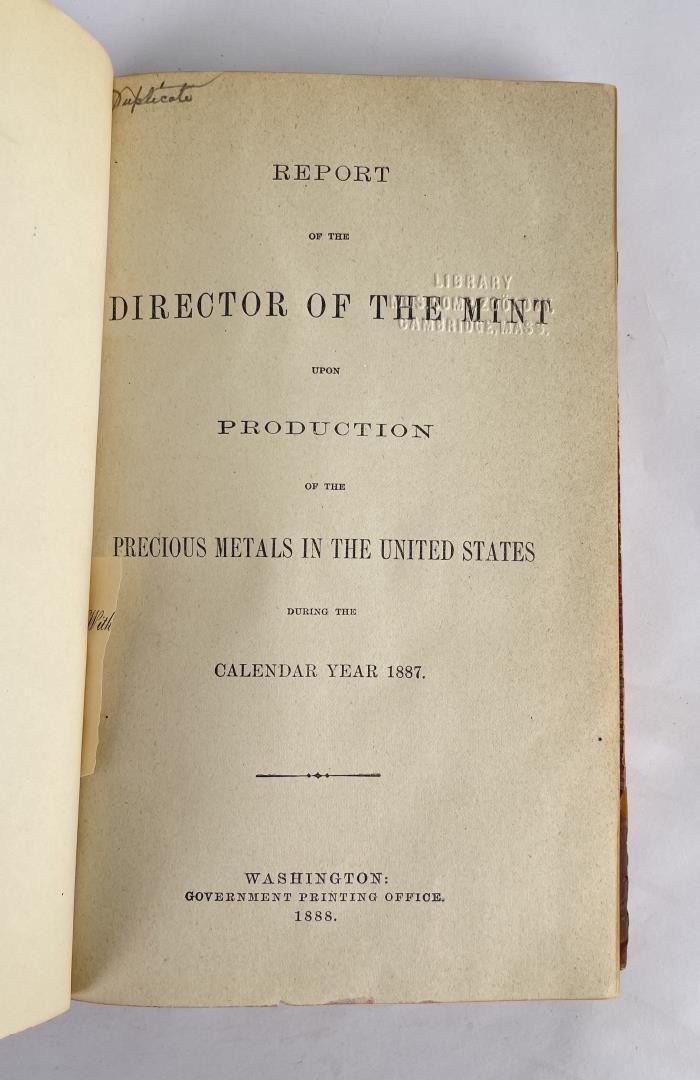 Duplicate
REPORT
OF THE
LIBRARY
DIRECTOR OF THE MINT
CAMBRIDGE, MASS.
UPON
PRODUCTION
OF THE
PRECIOUS METALS IN THE UNITED STATES
With
DURING THE
CALENDAR YEAR 1887.
WASHINGTON:
GOVERNMENT PRINTING OFFICE.
1888.